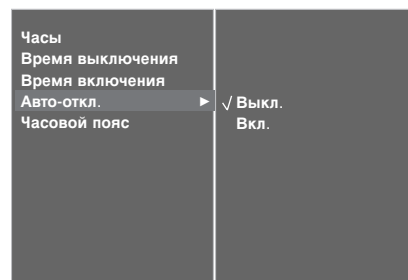 Часы
Время выключения
Время включения
Авто-откл. ► √ Выкл.
Часовой пояс Вкл.